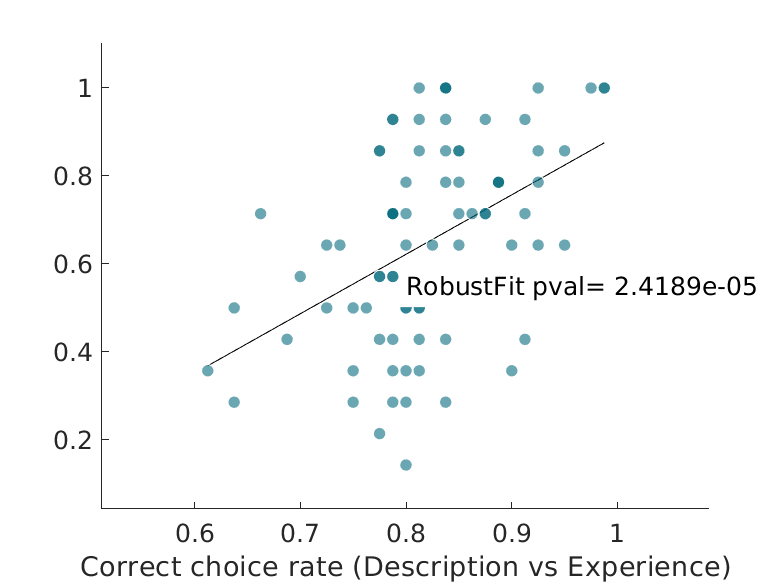 1
0.8
0.6
RobustFit pval= 2.4189e-05
0.4
0.2
0.6 0.7 0.8 0.9 1
Correct choice rate (Description vs Experience)